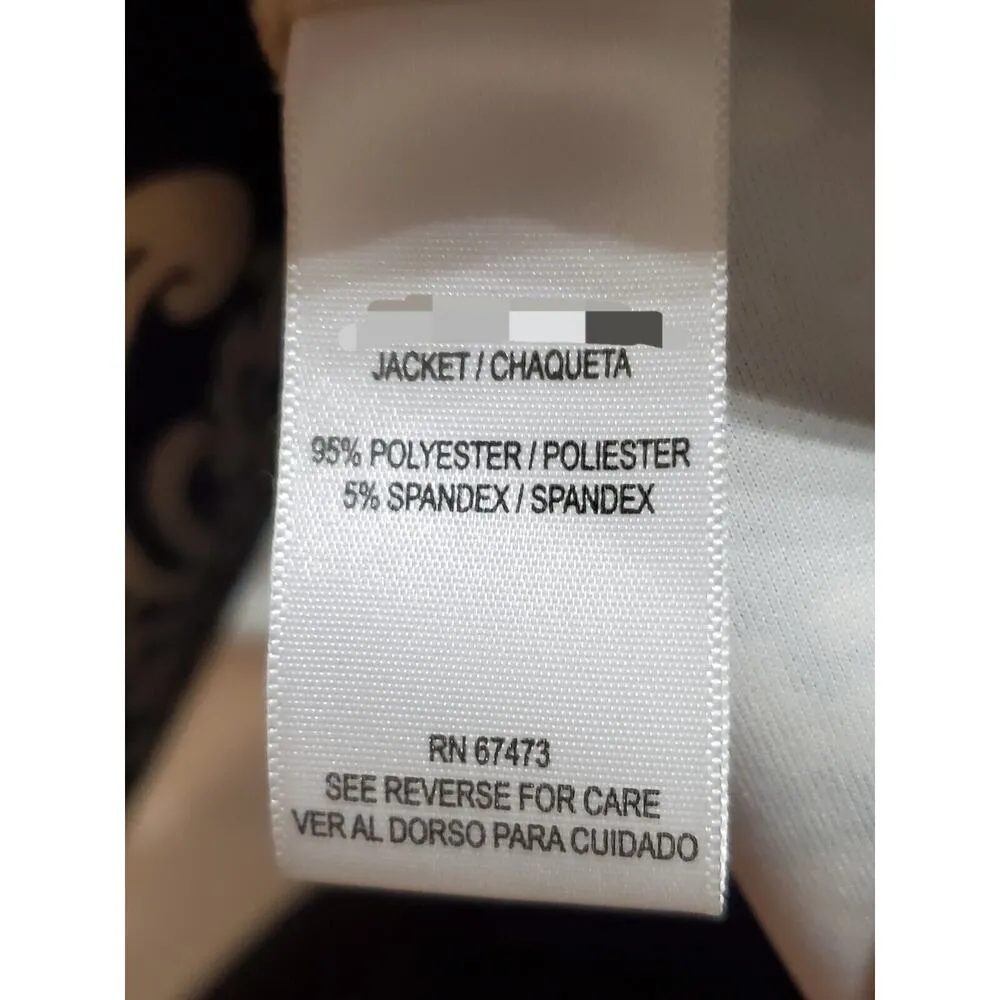 JACKET / CHAQUETA
95% POLYESTER / POLIESTER
5% SPANDEX / SPANDEX
RN 67473
SEE REVERSE FOR CARE
VER AL DORSO PARA CUIDADO